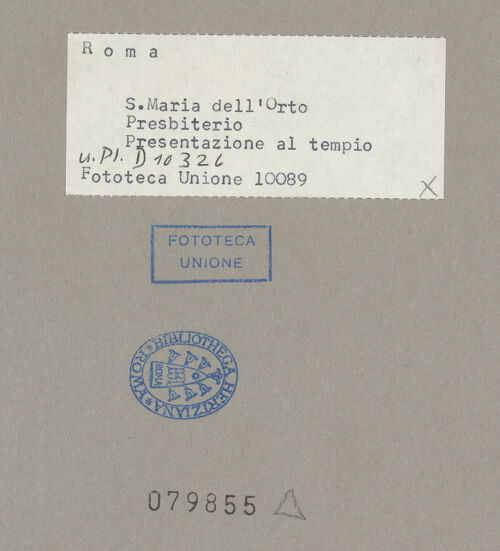 R o m a
S.Maria dell'Orto
Presbiterio
Presentazione al tempio
u. Pl. D 10326
Fototeca Unione 10089
X
FOTOTECA
UNIONE
BIBLIOTHECA HERTZIANA * ROMA *
ROMA
079855